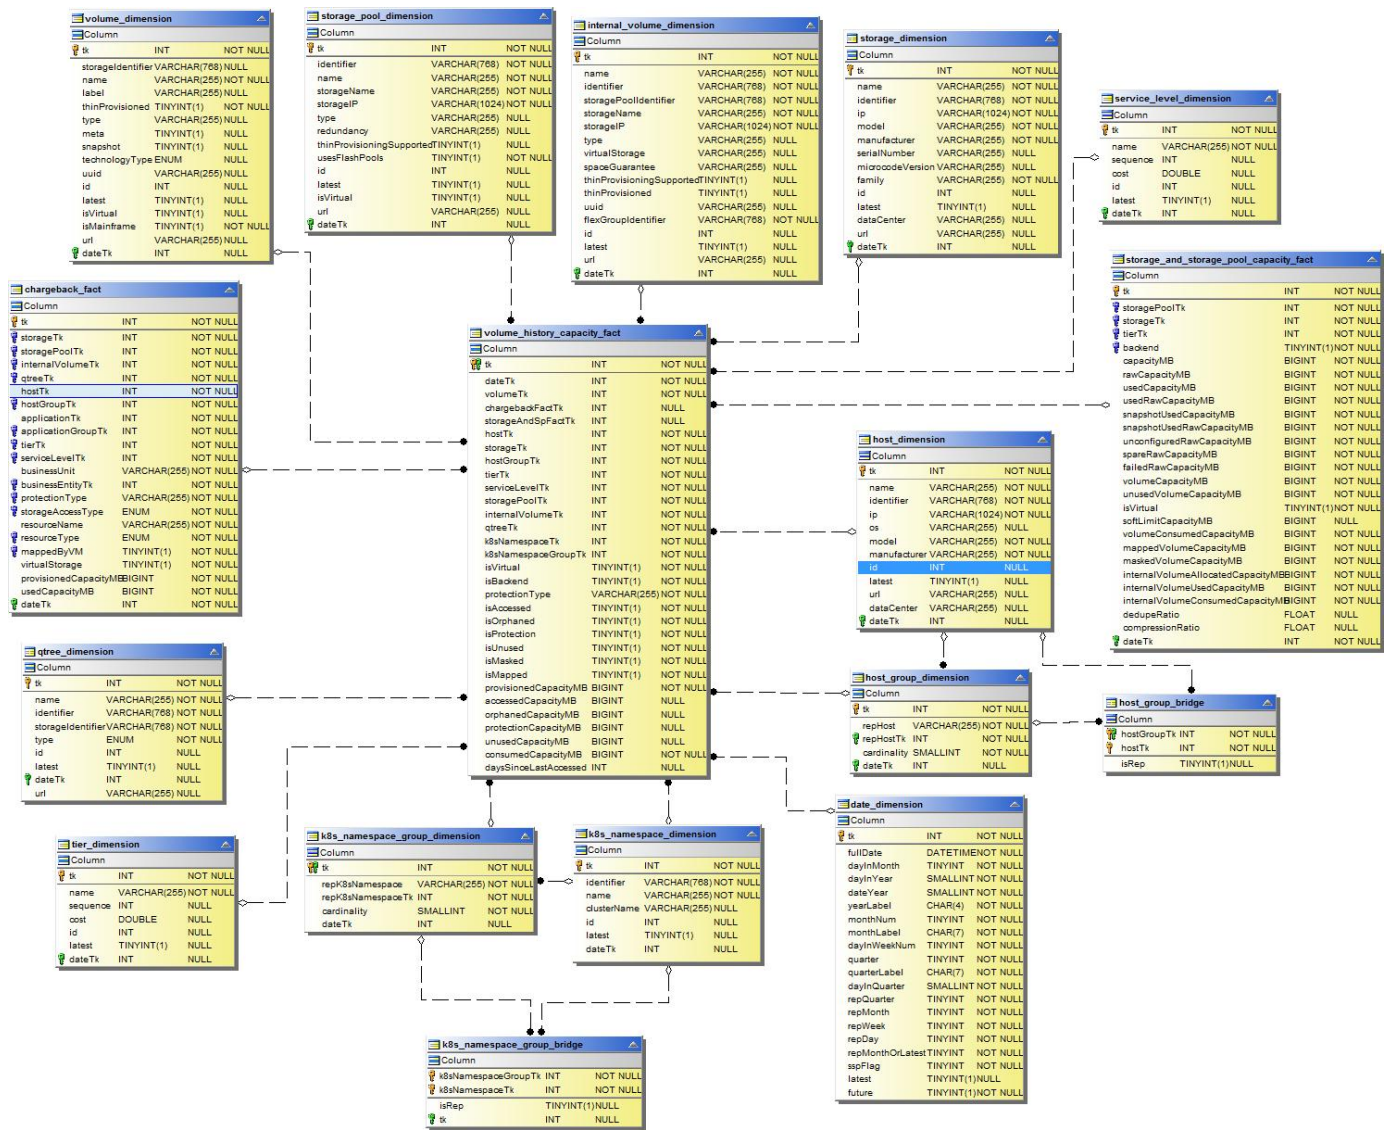 volume_dimension
Column
tk INT NOT NULL
storageIdentifier VARCHAR(768) NULL
name VARCHAR(255) NOT NULL
label VARCHAR(255) NULL
thinProvisioned TINYINT(1) NOT NULL
type VARCHAR(255) NULL
meta TINYINT(1) NULL
snapshot TINYINT(1) NULL
technologyType ENUM NULL
uuid VARCHAR(255) NULL
id INT NULL
latest TINYINT(1) NULL
isVirtual TINYINT(1) NULL
isMainframe TINYINT(1) NOT NULL
url VARCHAR(255) NULL
dateTk INT NULL
storage_pool_dimension
Column
tk INT NOT NULL
identifier VARCHAR(768) NOT NULL
name VARCHAR(255) NOT NULL
storageName VARCHAR(255) NOT NULL
storageIP VARCHAR(1024) NOT NULL
type VARCHAR(255) NULL
redundancy VARCHAR(255) NULL
thinProvisioningSupported TINYINT(1) NULL
usesFlashPools TINYINT(1) NOT NULL
id INT NULL
latest TINYINT(1) NULL
isVirtual TINYINT(1) NULL
url VARCHAR(255) NULL
dateTk INT NULL
internal_volume_dimension
Column
tk INT NOT NULL
name VARCHAR(255) NOT NULL
identifier VARCHAR(768) NOT NULL
storagePoolIdentifier VARCHAR(768) NOT NULL
storageName VARCHAR(255) NOT NULL
storageIP VARCHAR(1024) NOT NULL
type VARCHAR(255) NULL
virtualStorage VARCHAR(255) NULL
spaceGuarantee VARCHAR(255) NULL
thinProvisioningSupported TINYINT(1) NULL
thinProvisioned TINYINT(1) NULL
uuid VARCHAR(255) NULL
flexGroupIdentifier VARCHAR(768) NOT NULL
id INT NULL
latest TINYINT(1) NULL
url VARCHAR(255) NULL
dateTk INT NULL
storage_dimension
Column
tk INT NOT NULL
name VARCHAR(255) NOT NULL
identifier VARCHAR(768) NOT NULL
ip VARCHAR(1024) NOT NULL
model VARCHAR(255) NOT NULL
manufacturer VARCHAR(255) NOT NULL
serialNumber VARCHAR(255) NULL
microcodeVersion VARCHAR(255) NULL
family VARCHAR(255) NOT NULL
id INT NULL
latest TINYINT(1) NULL
dataCenter VARCHAR(255) NULL
url VARCHAR(255) NULL
dateTk INT NULL
service_level_dimension
Column
tk INT NOT NULL
name VARCHAR(255) NOT NULL
sequence INT NULL
cost DOUBLE NULL
id INT NULL
latest TINYINT(1) NULL
dateTk INT NULL
chargeback_fact
Column
tk INT NOT NULL
storageTk INT NOT NULL
storagePoolTk INT NOT NULL
internalVolumeTk INT NOT NULL
qtreeTk INT NOT NULL
hostTk INT NOT NULL
hostGroupTk INT NOT NULL
applicationTk INT NOT NULL
applicationGroupTk INT NOT NULL
tierTk INT NOT NULL
serviceLevelTk INT NOT NULL
businessUnit VARCHAR(255) NOT NULL
businessEntityTk INT NOT NULL
protectionType VARCHAR(255) NOT NULL
storageAccessType ENUM NOT NULL
resourceName VARCHAR(255) NOT NULL
resourceType ENUM NOT NULL
mappedByVM TINYINT(1) NOT NULL
virtualStorage VARCHAR(255) NOT NULL
provisionedCapacityMB BIGINT NOT NULL
usedCapacityMB BIGINT NOT NULL
dateTk INT NOT NULL
volume_history_capacity_fact
Column
tk INT NOT NULL
dateTk INT NOT NULL
volumeTk INT NOT NULL
chargebackFactTk INT NULL
storageAndSpFactTk INT NULL
hostTk INT NOT NULL
storageTk INT NOT NULL
hostGroupTk INT NOT NULL
tierTk INT NOT NULL
serviceLevelTk INT NOT NULL
storagePoolTk INT NOT NULL
internalVolumeTk INT NOT NULL
qtreeTk INT NOT NULL
k8sNamespaceTk INT NOT NULL
k8sNamespaceGroupTk INT NOT NULL
isVirtual TINYINT(1) NOT NULL
isBackend TINYINT(1) NOT NULL
protectionType VARCHAR(255) NOT NULL
isAccessed TINYINT(1) NOT NULL
isOrphaned TINYINT(1) NOT NULL
isProtection TINYINT(1) NOT NULL
isUnused TINYINT(1) NOT NULL
isMasked TINYINT(1) NOT NULL
isMapped TINYINT(1) NOT NULL
provisionedCapacityMB BIGINT NOT NULL
accessedCapacityMB BIGINT NULL
orphanedCapacityMB BIGINT NULL
protectionCapacityMB BIGINT NULL
unusedCapacityMB BIGINT NULL
consumedCapacityMB BIGINT NOT NULL
daysSinceLastAccessed INT NULL
storage_and_storage_pool_capacity_fact
Column
tk INT NOT NULL
storagePoolTk INT NOT NULL
storageTk INT NOT NULL
tierTk INT NOT NULL
backend TINYINT(1) NOT NULL
capacityMB BIGINT NOT NULL
rawCapacityMB BIGINT NOT NULL
usedCapacityMB BIGINT NOT NULL
usedRawCapacityMB BIGINT NOT NULL
snapshotUsedCapacityMB BIGINT NOT NULL
snapshotUsedRawCapacityMB BIGINT NOT NULL
unconfiguredRawCapacityMB BIGINT NOT NULL
spareRawCapacityMB BIGINT NOT NULL
failedRawCapacityMB BIGINT NOT NULL
volumeCapacityMB BIGINT NOT NULL
unusedVolumeCapacityMB BIGINT NOT NULL
isVirtual TINYINT(1) NOT NULL
softLimitCapacityMB BIGINT NULL
volumeConsumedCapacityMB BIGINT NOT NULL
mappedVolumeCapacityMB BIGINT NOT NULL
maskedVolumeCapacityMB BIGINT NOT NULL
internalVolumeAllocatedCapacityMB BIGINT NOT NULL
internalVolumeUsedCapacityMB BIGINT NOT NULL
internalVolumeConsumedCapacityMB BIGINT NOT NULL
dedupeRatio FLOAT NULL
compressionRatio FLOAT NULL
dateTk INT NOT NULL
host_dimension
Column
tk INT NOT NULL
name VARCHAR(255) NOT NULL
identifier VARCHAR(768) NOT NULL
ip VARCHAR(1024) NOT NULL
os VARCHAR(255) NULL
model VARCHAR(255) NOT NULL
manufacturer VARCHAR(255) NOT NULL
id INT NULL
latest TINYINT(1) NULL
url VARCHAR(255) NULL
dataCenter VARCHAR(255) NULL
dateTk INT NULL
qtree_dimension
Column
tk INT NOT NULL
name VARCHAR(255) NOT NULL
identifier VARCHAR(768) NOT NULL
storageIdentifier VARCHAR(768) NOT NULL
type ENUM NOT NULL
id INT NULL
latest TINYINT(1) NULL
dateTk INT NULL
url VARCHAR(255) NULL
host_group_dimension
Column
tk INT NOT NULL
repHost VARCHAR(255) NOT NULL
repHostTk INT NOT NULL
cardinality SMALLINT NOT NULL
dateTk INT NULL
host_group_bridge
Column
hostGroupTk INT NOT NULL
hostTk INT NOT NULL
isRep TINYINT(1) NULL
tier_dimension
Column
tk INT NOT NULL
name VARCHAR(255) NOT NULL
sequence INT NULL
cost DOUBLE NULL
id INT NULL
latest TINYINT(1) NULL
dateTk INT NULL
k8s_namespace_group_dimension
Column
tk INT NOT NULL
repK8sNamespace VARCHAR(255) NOT NULL
repK8sNamespaceTk INT NOT NULL
cardinality SMALLINT NOT NULL
dateTk INT NULL
k8s_namespace_dimension
Column
tk INT NOT NULL
identifier VARCHAR(768) NOT NULL
name VARCHAR(255) NOT NULL
clusterName VARCHAR(255) NULL
id INT NULL
latest TINYINT(1) NULL
dateTk INT NULL
date_dimension
Column
tk INT NOT NULL
fullDate DATETIME NOT NULL
dayInMonth TINYINT NOT NULL
dayInYear SMALLINT NOT NULL
dateYear SMALLINT NOT NULL
yearLabel CHAR(4) NOT NULL
monthNum TINYINT NOT NULL
monthLabel CHAR(7) NOT NULL
dayInWeekNum TINYINT NOT NULL
quarter TINYINT NOT NULL
quarterLabel CHAR(7) NOT NULL
dayInQuarter SMALLINT NOT NULL
repQuarter TINYINT NOT NULL
repMonth TINYINT NOT NULL
repWeek TINYINT NOT NULL
repDay TINYINT NOT NULL
repMonthOrLatest TINYINT NOT NULL
sspFlag TINYINT NOT NULL
latest TINYINT(1) NULL
future TINYINT(1) NOT NULL
k8s_namespace_group_bridge
Column
k8sNamespaceGroupTk INT NOT NULL
k8sNamespaceTk INT NOT NULL
isRep TINYINT(1) NULL
tk INT NULL